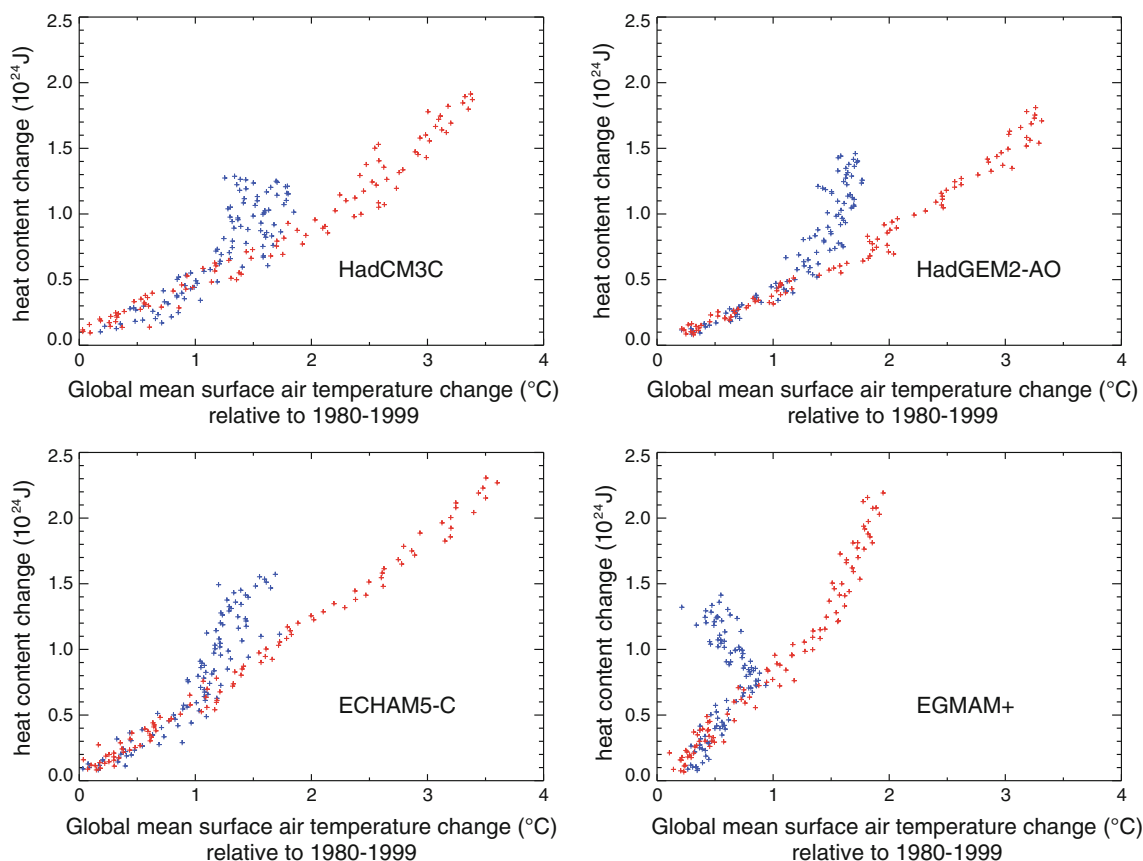 2.5
2.0
1.5
1.0
0.5
0.0
heat content change (10²⁴J)
HadCM3C
0 1 2 3 4
Global mean surface air temperature change (°C)
relative to 1980-1999
2.5
2.0
1.5
1.0
0.5
0.0
heat content change (10²⁴J)
HadGEM2-AO
0 1 2 3 4
Global mean surface air temperature change (°C)
relative to 1980-1999
2.5
2.0
1.5
1.0
0.5
0.0
heat content change (10²⁴J)
ECHAM5-C
0 1 2 3 4
Global mean surface air temperature change (°C)
relative to 1980-1999
2.5
2.0
1.5
1.0
0.5
0.0
heat content change (10²⁴J)
EGMAM+
0 1 2 3 4
Global mean surface air temperature change (°C)
relative to 1980-1999